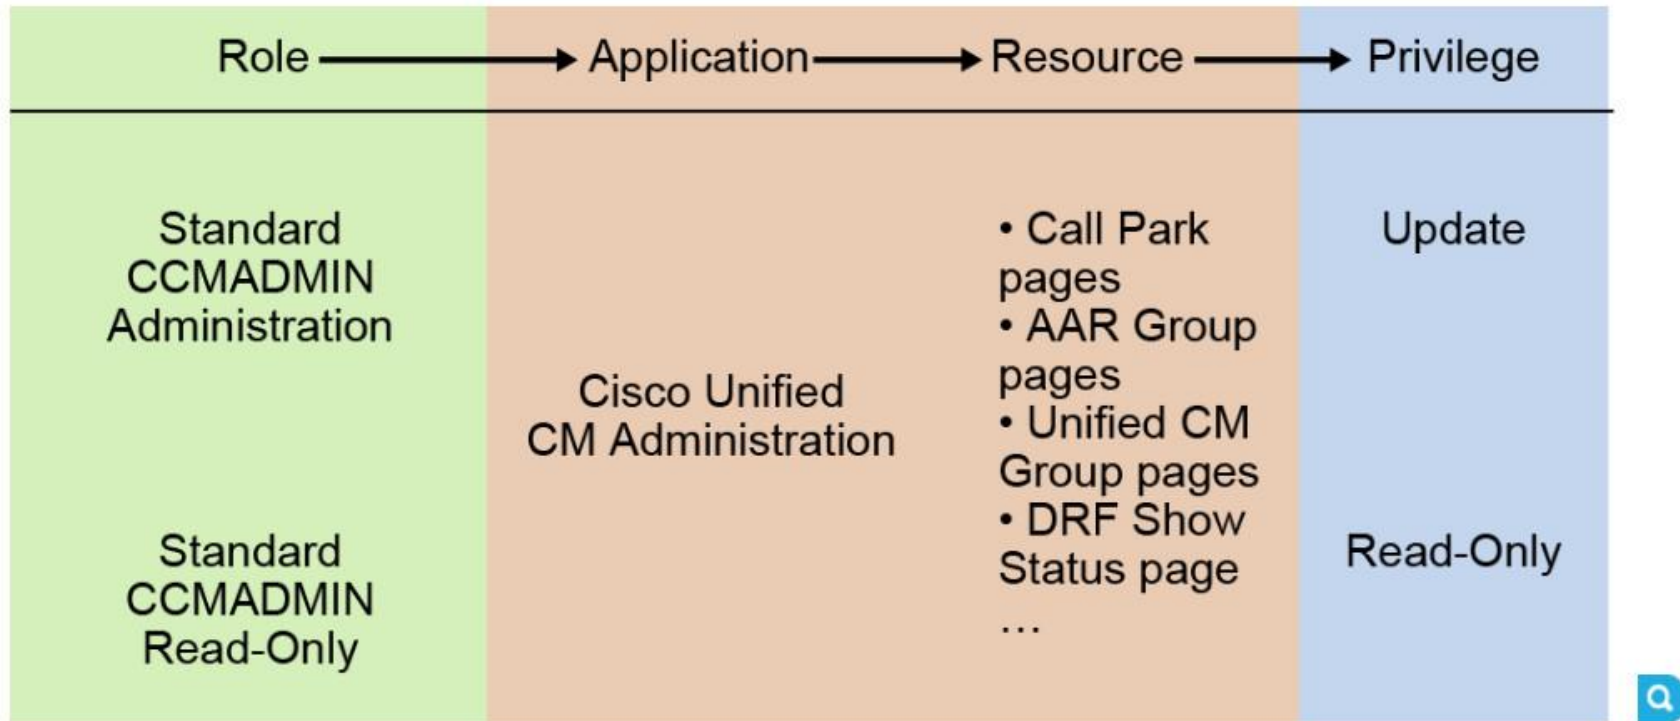 Role Application Resource Privilege
Standard
CCMADMIN
Administration
Cisco Unified
CM Administration
• Call Park
pages
• AAR Group
pages
• Unified CM
Group pages
• DRF Show
Status page
...
Update
Standard
CCMADMIN
Read-Only
Read-Only